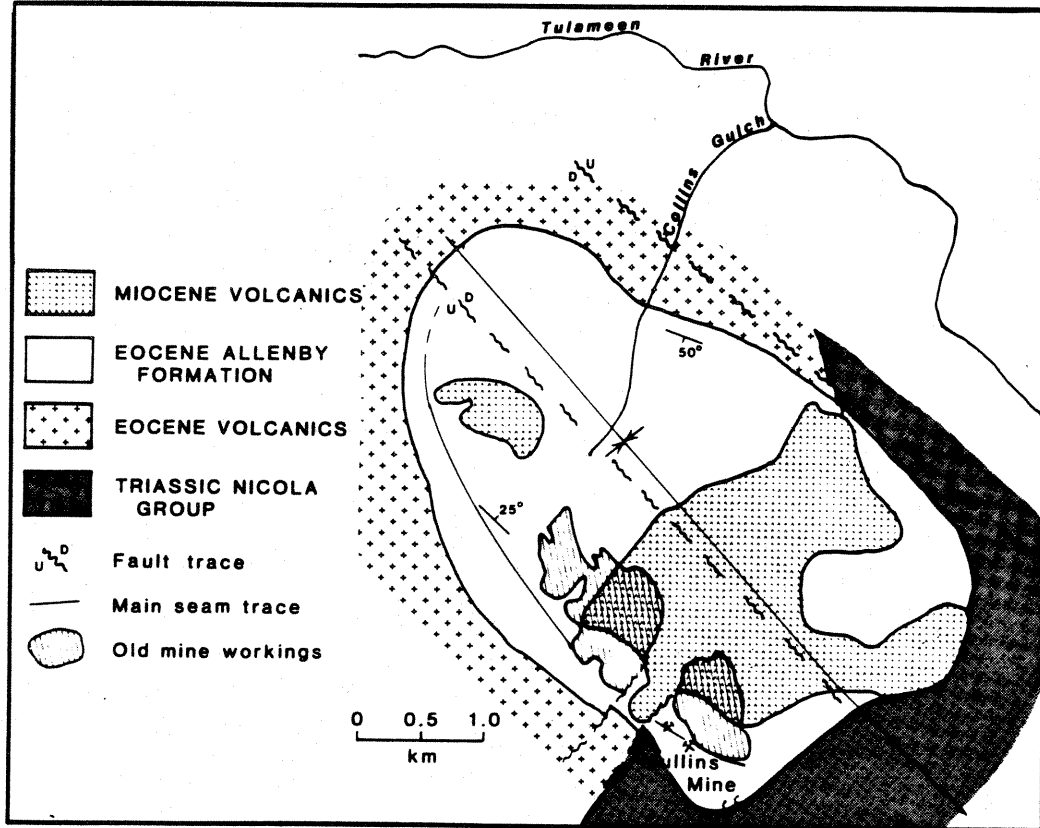 Tulameen
River
Gulch
Collins
D U
U D
50°
25°
MIOCENE VOLCANICS
EOCENE ALLENBY
FORMATION
EOCENE VOLCANICS
TRIASSIC NICOLA
GROUP
U D
Fault trace
Main seam trace
Old mine workings
0 0.5 1.0
km
ullins
Mine